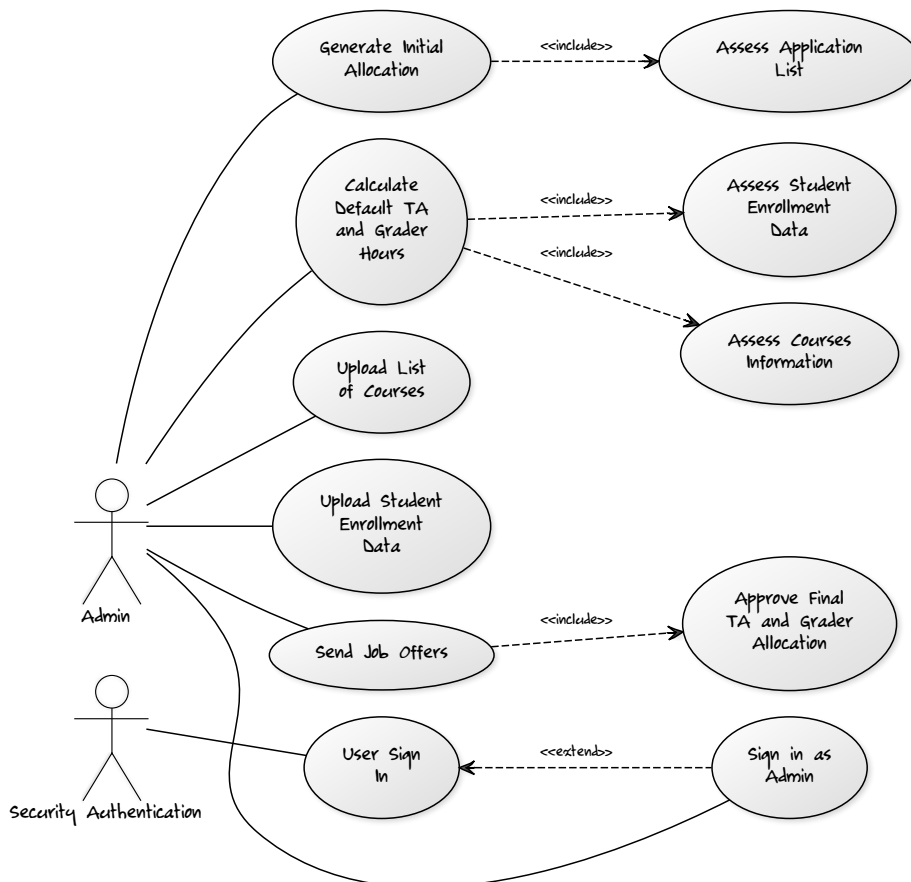 Generate Initial
Allocation
<<include>>
Assess Application
List
Calculate
Default TA
and Grader
Hours
<<include>>
Assess Student
Enrollment
Data
<<include>>
Assess Courses
Information
Upload List
of Courses
Upload Student
Enrollment
Data
Admin
Send Job Offers
<<include>>
Approve Final
TA and Grader
Allocation
Security Authentication
User Sign
In
<<extend>>
Sign in as
Admin